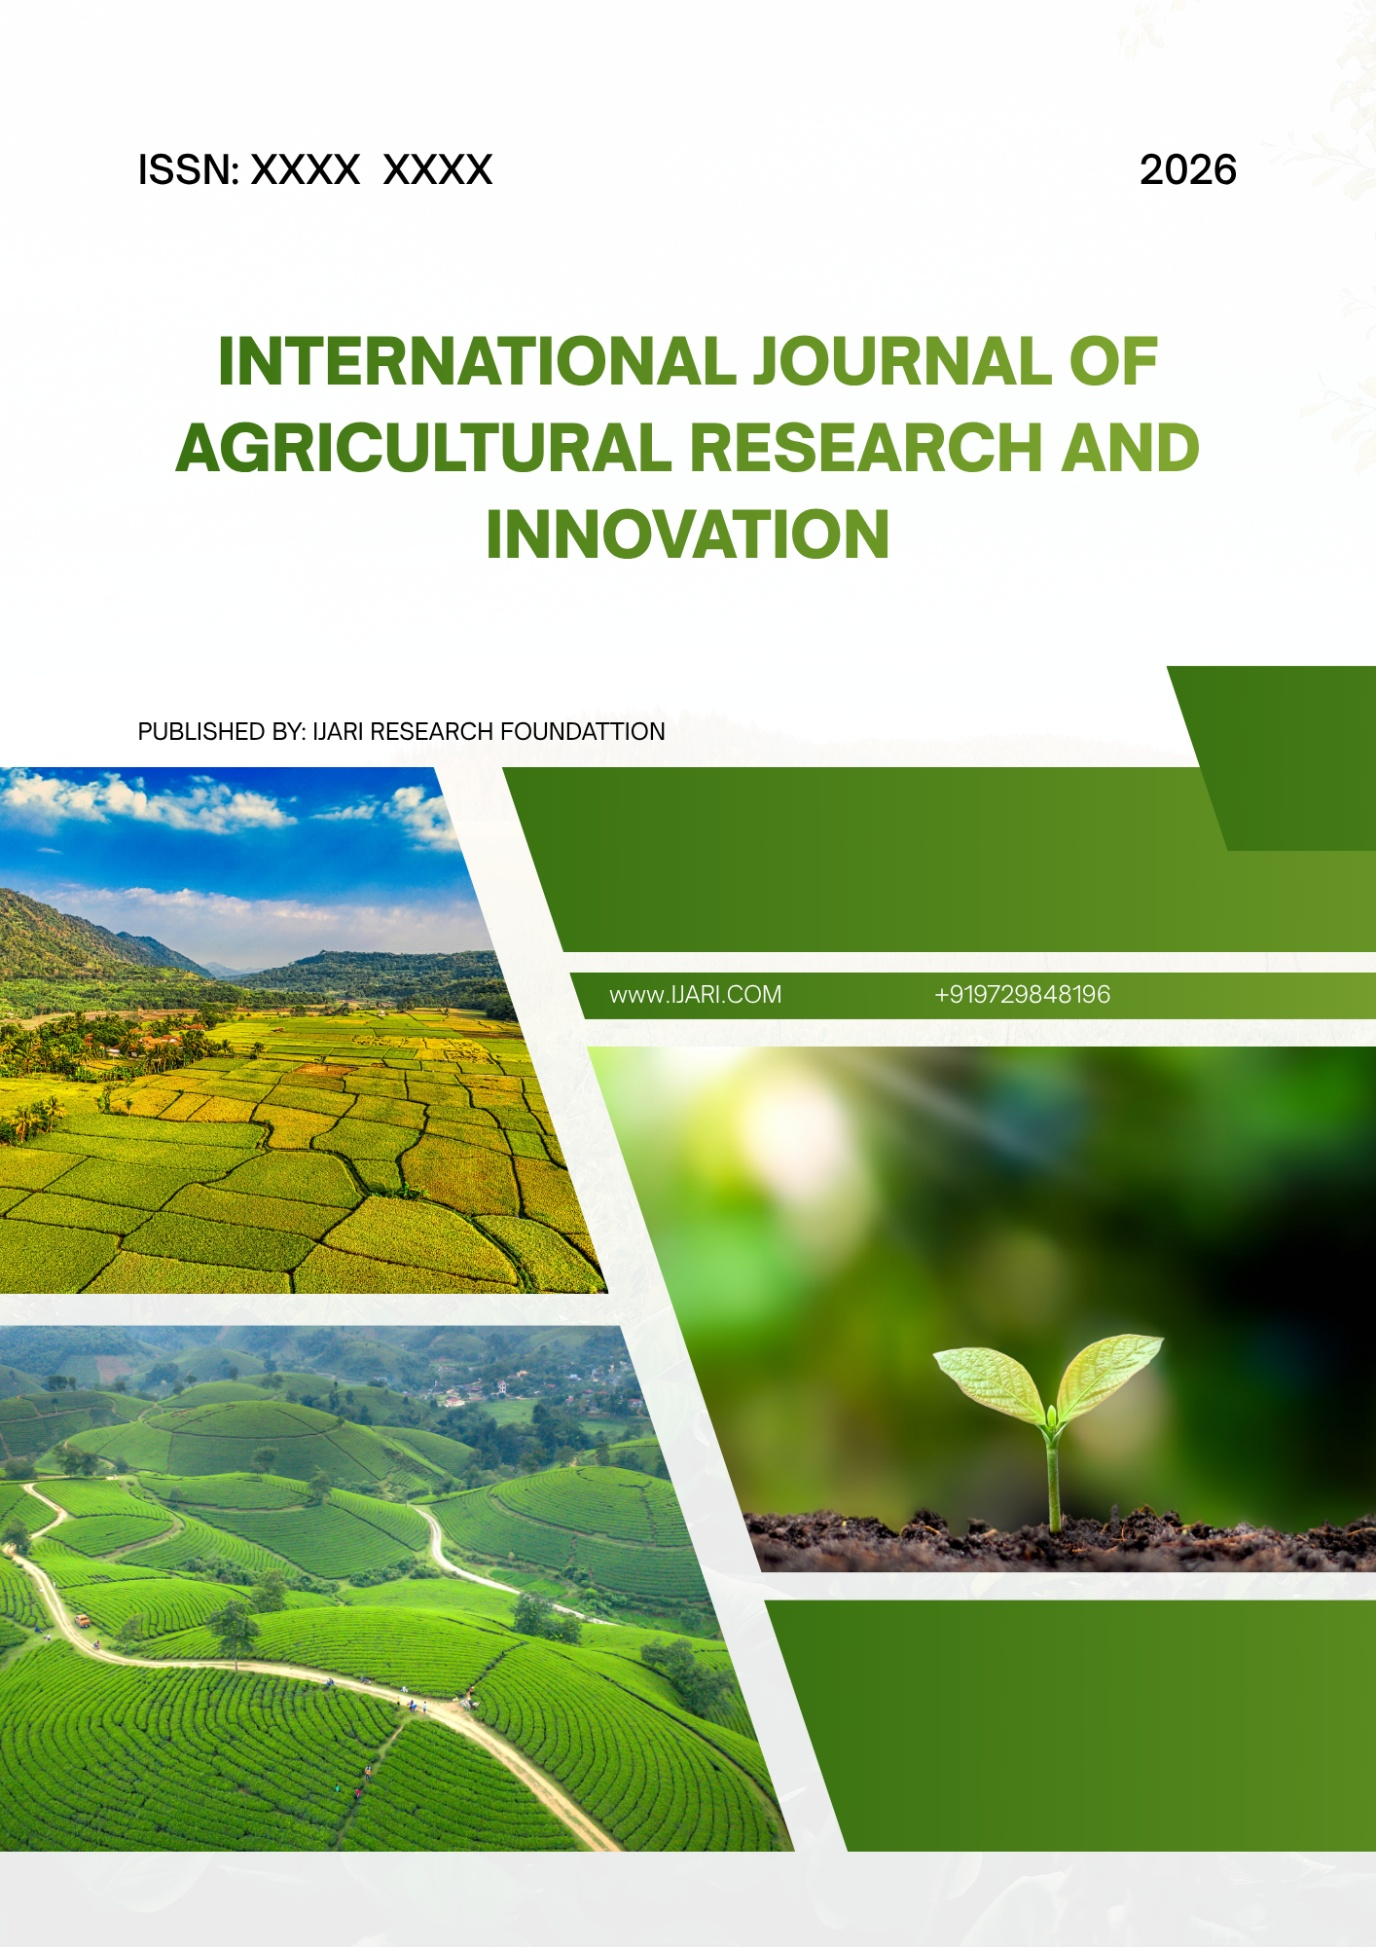 ISSN: XXXX  XXXX
2026
INTERNATIONAL JOURNAL OF
AGRICULTURAL RESEARCH AND
INNOVATION
PUBLISHED BY: IJARI RESEARCH FOUNDATTION
www.IJARI.COM
+919729848196